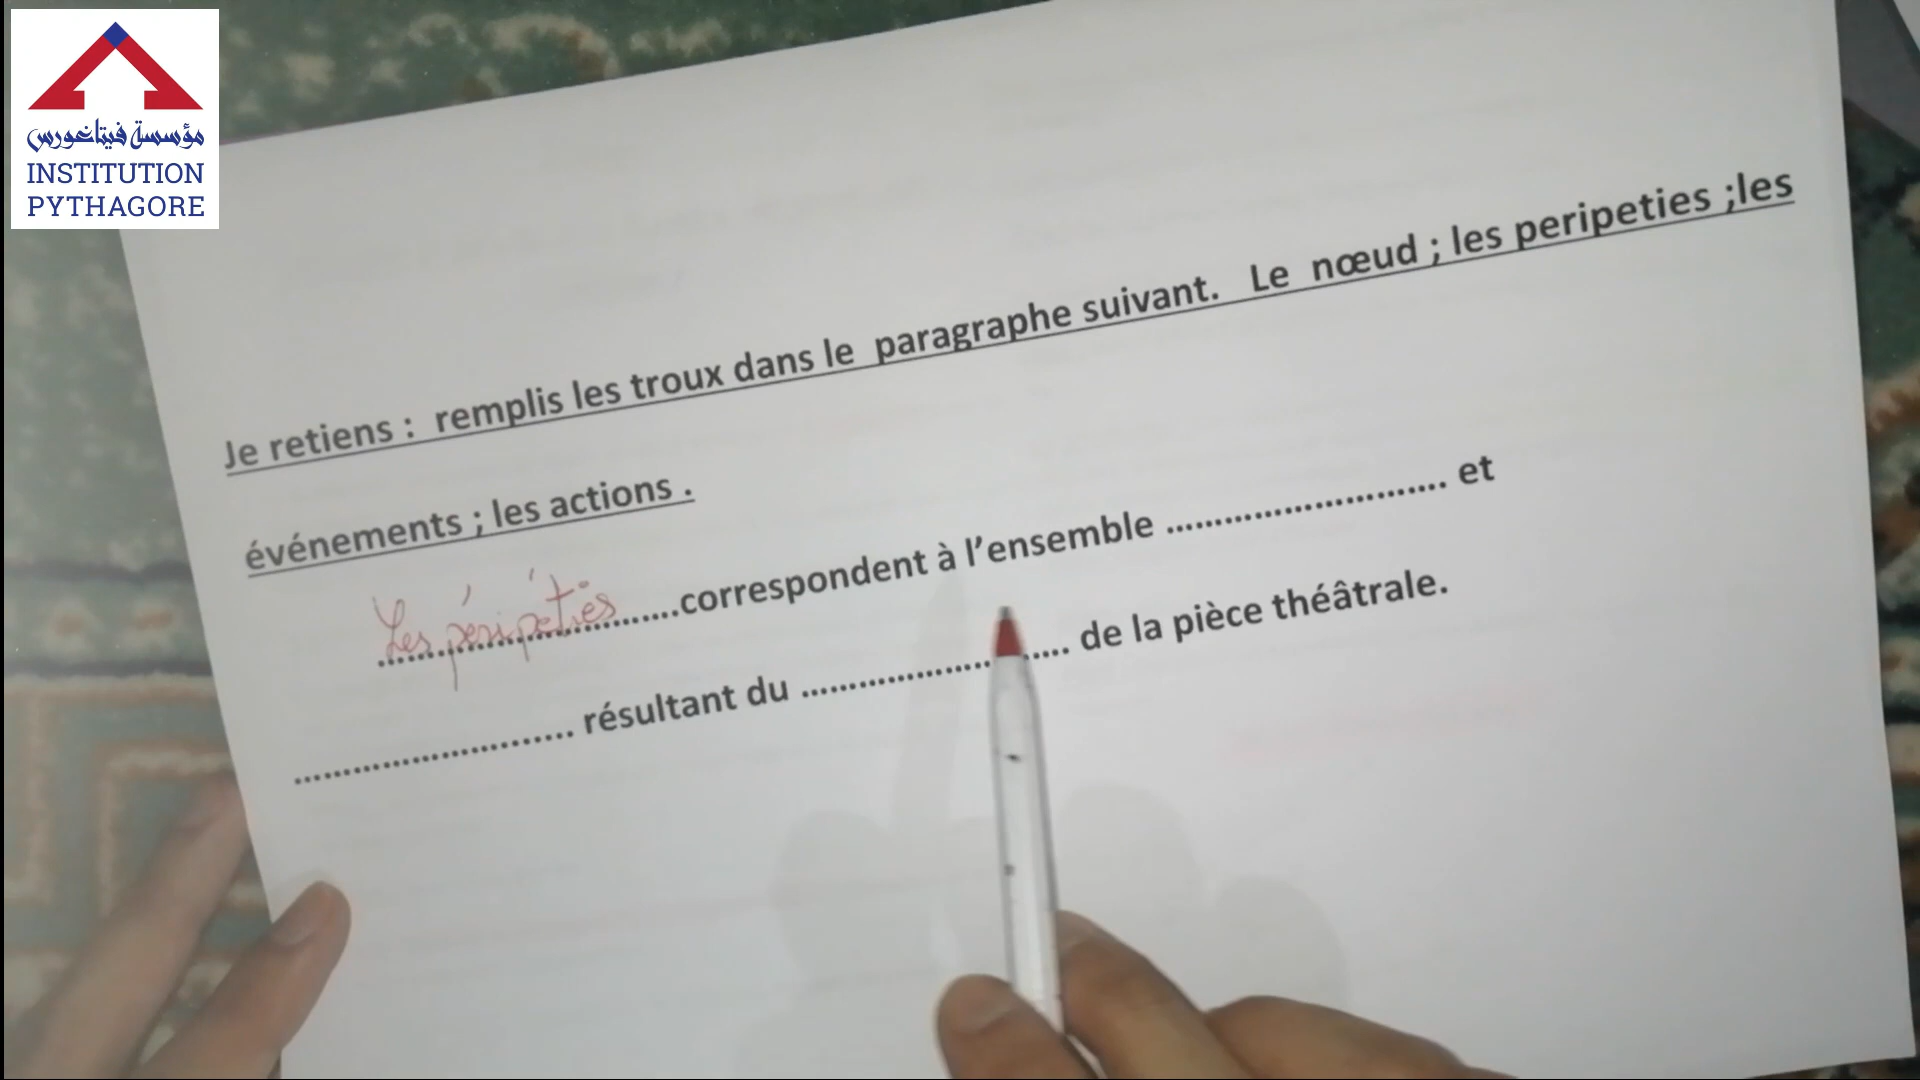 مؤسسة فيتاغورس
INSTITUTION
PYTHAGORE
Je retiens : remplis les troux dans le paragraphe suivant. Le nœud ; les peripeties ;les
événements ; les actions .
Les péripéties ..........correspondent à l’ensemble ............................. et
............................. résultant du ............................. de la pièce théâtrale.